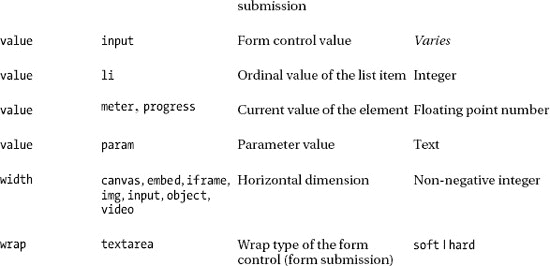 submission
value input Form control value Varies
value li Ordinal value of the list item Integer
value meter, progress Current value of the element Floating point number
value param Parameter value Text
width canvas, embed, iframe, Horizontal dimension Non-negative integer
img, input, object,
video
wrap textarea Wrap type of the form soft|hard
control (form submission)